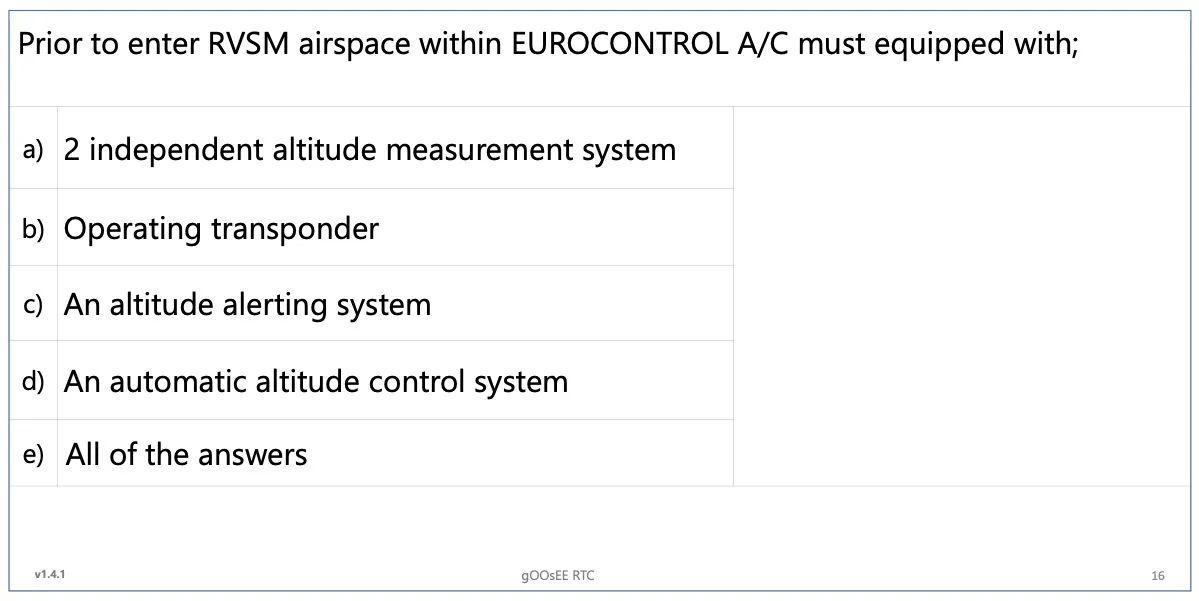 Prior to enter RVSM airspace within EUROCONTROL A/C must equipped with;
a) 2 independent altitude measurement system
b) Operating transponder
c) An altitude alerting system
d) An automatic altitude control system
e) All of the answers
v1.4.1 gOOsEE RTC 16